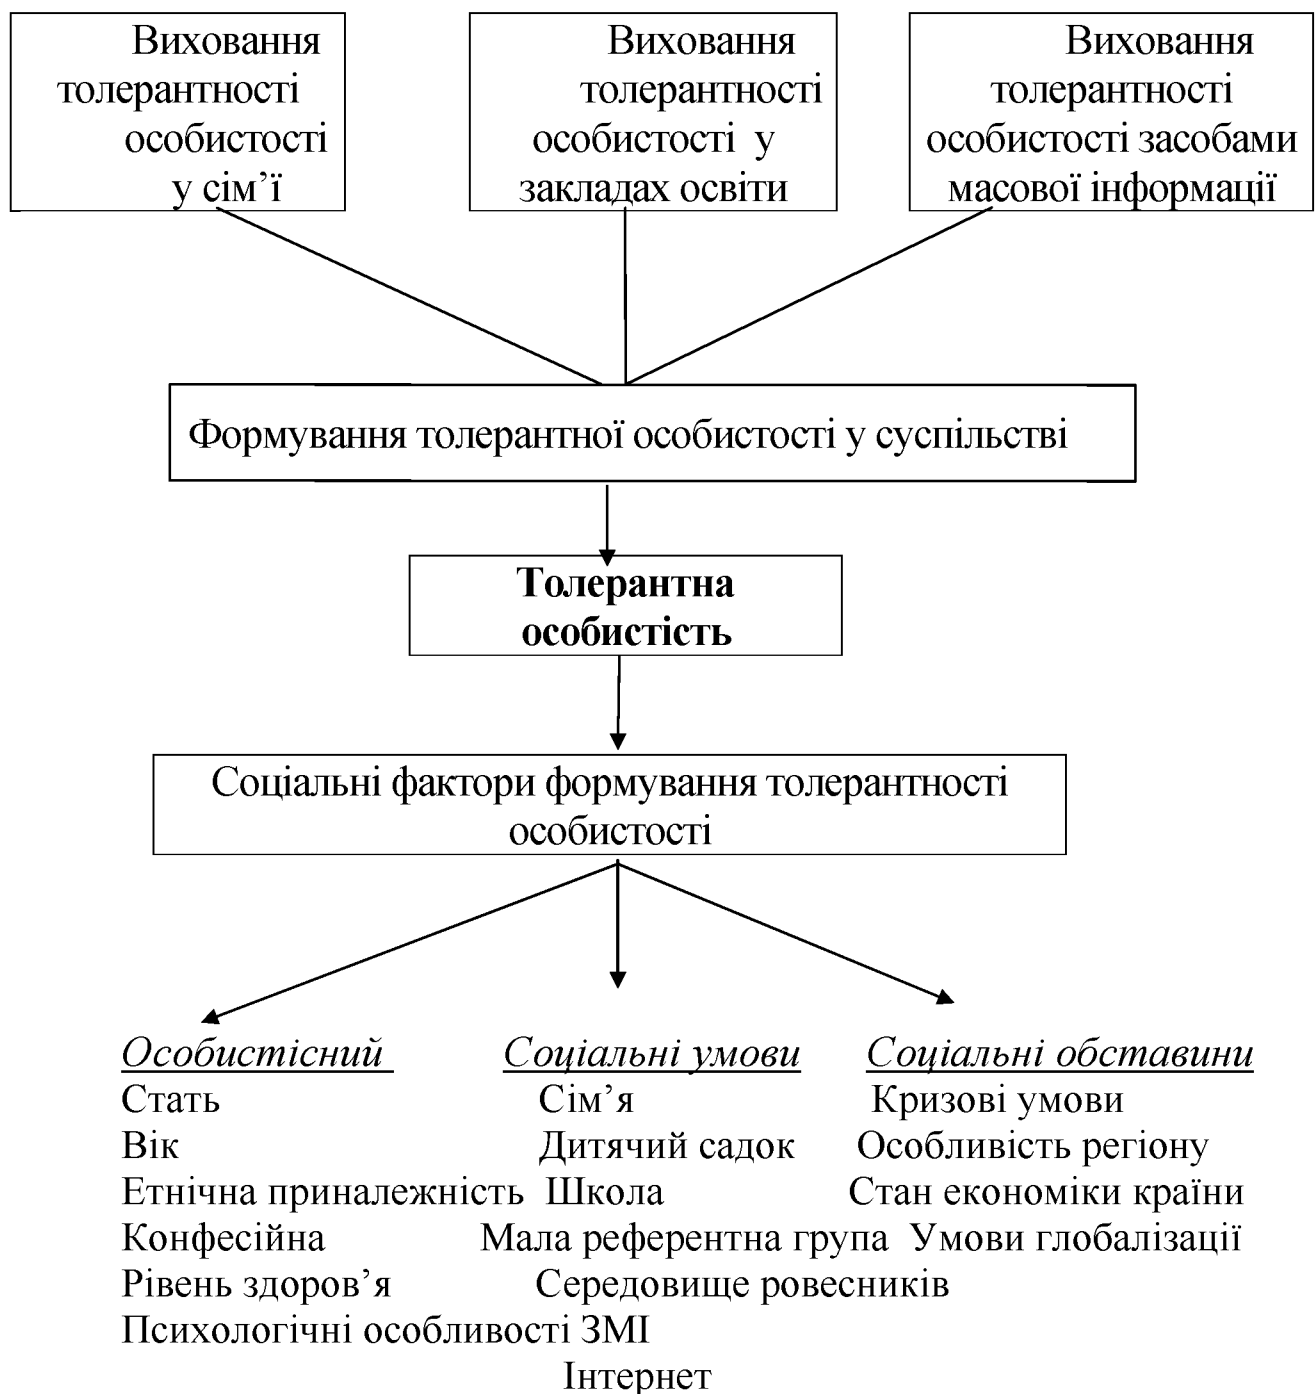 Виховання
толерантності
особистості
у сім’ї
Виховання
толерантності
особистості у
закладах освіти
Виховання
толерантності
особистості засобами
масової інформації
Формування толерантної особистості у суспільстві
Толерантна
особистість
Соціальні фактори формування толерантності
особистості
Особистісний Соціальні умови Соціальні обставини
Стать Сім’я Кризові умови
Вік Дитячий садок Особливість регіону
Етнічна приналежність Школа Стан економіки країни
Конфесійна Мала референтна група Умови глобалізації
Рівень здоров’я Середовище ровесників
Психологічні особливості ЗМІ
Інтернет